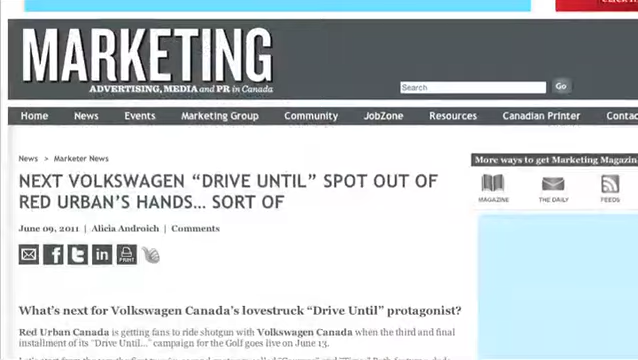 MARKETING
ADVERTISING, MEDIA and PR in Canada
Search
Go
Home News Events Marketing Group Community JobZone Resources Canadian Printer
News > Marketer News
More ways to get Marketing Magazin
NEXT VOLKSWAGEN “DRIVE UNTIL” SPOT OUT OF
RED URBAN’S HANDS… SORT OF
MAGAZINE THE DAILY FEEDS
June 09, 2011 | Alicia Androich | Comments
PRINT
What’s next for Volkswagen Canada’s lovestruck “Drive Until” protagonist?
Red Urban Canada is getting fans to ride shotgun with Volkswagen Canada when the third and final
installment of its "Drive Until..." campaign for the Golf goes live on June 13.